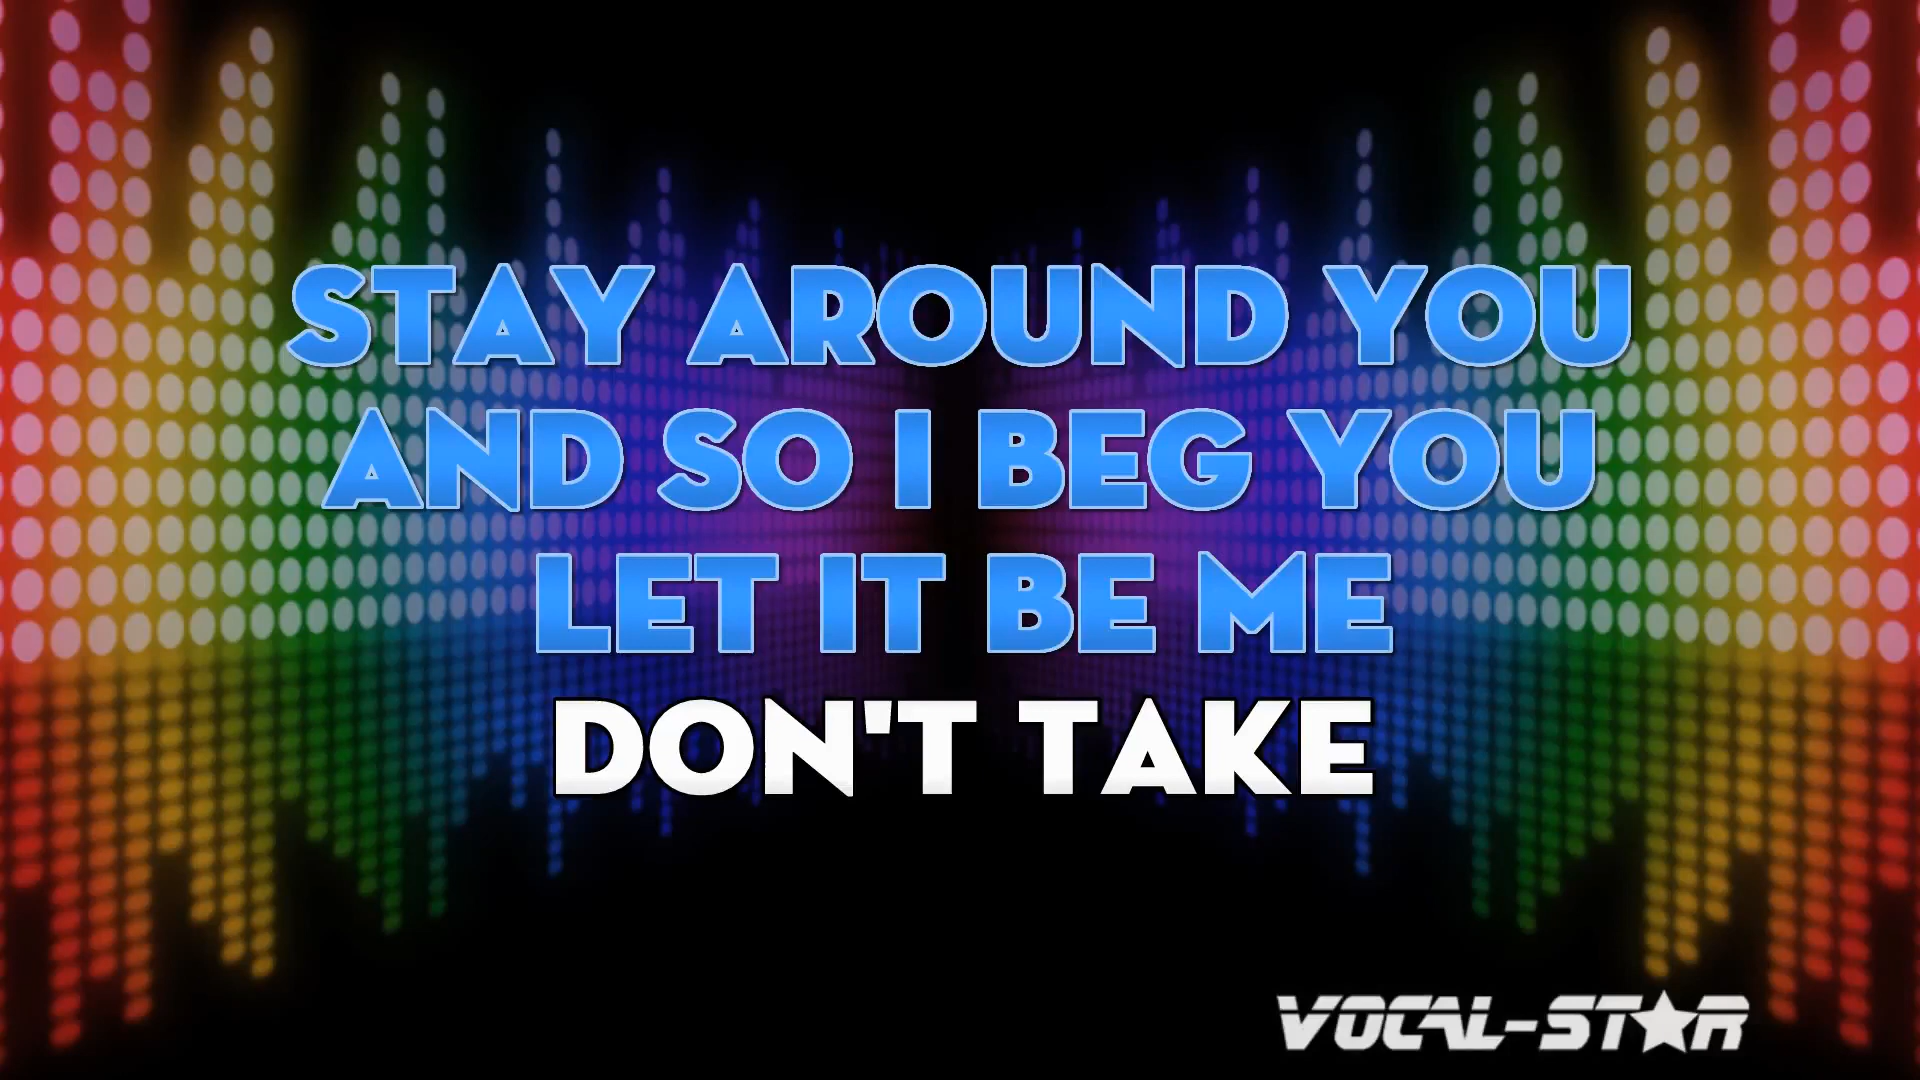 STAY AROUND YOU
AND SO I BEG YOU
LET IT BE ME
DON'T TAKE
VOCAL-STAR